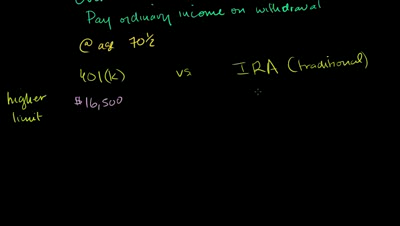 Pay ordinary income on withdrawal
@ age 70½
401(k) vs IRA (traditional)
higher $16,500
limit